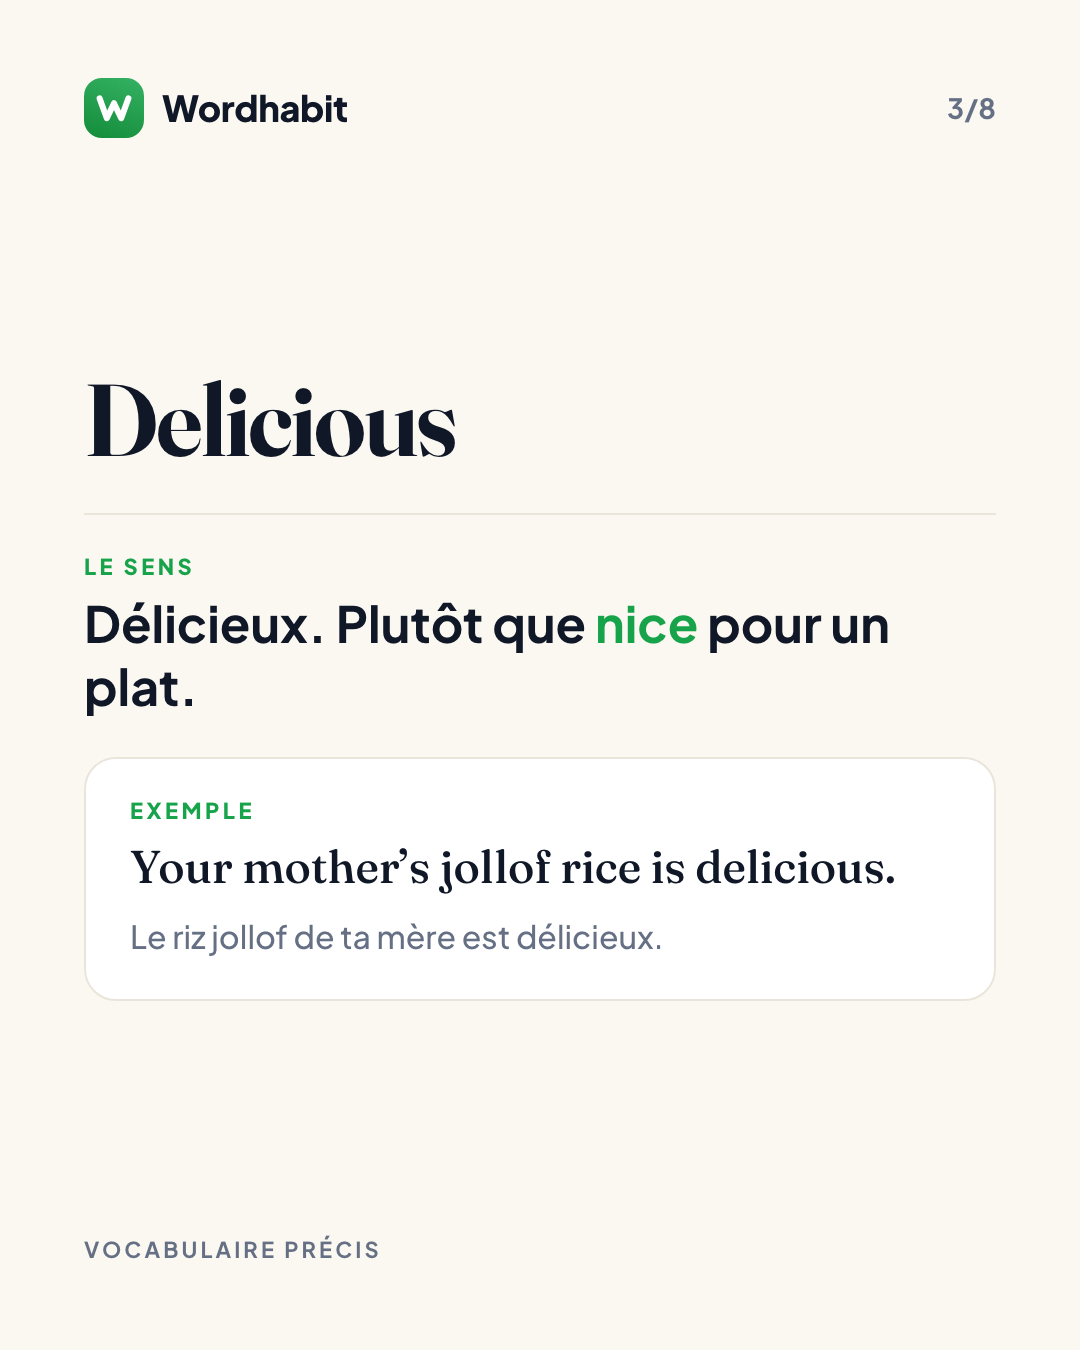 W Wordhabit
3/8
Delicious
LE SENS
Délicieux. Plutôt que nice pour un
plat.
EXEMPLE
Your mother’s jollof rice is delicious.
Le riz jollof de ta mère est délicieux.
VOCABULAIRE PRÉCIS